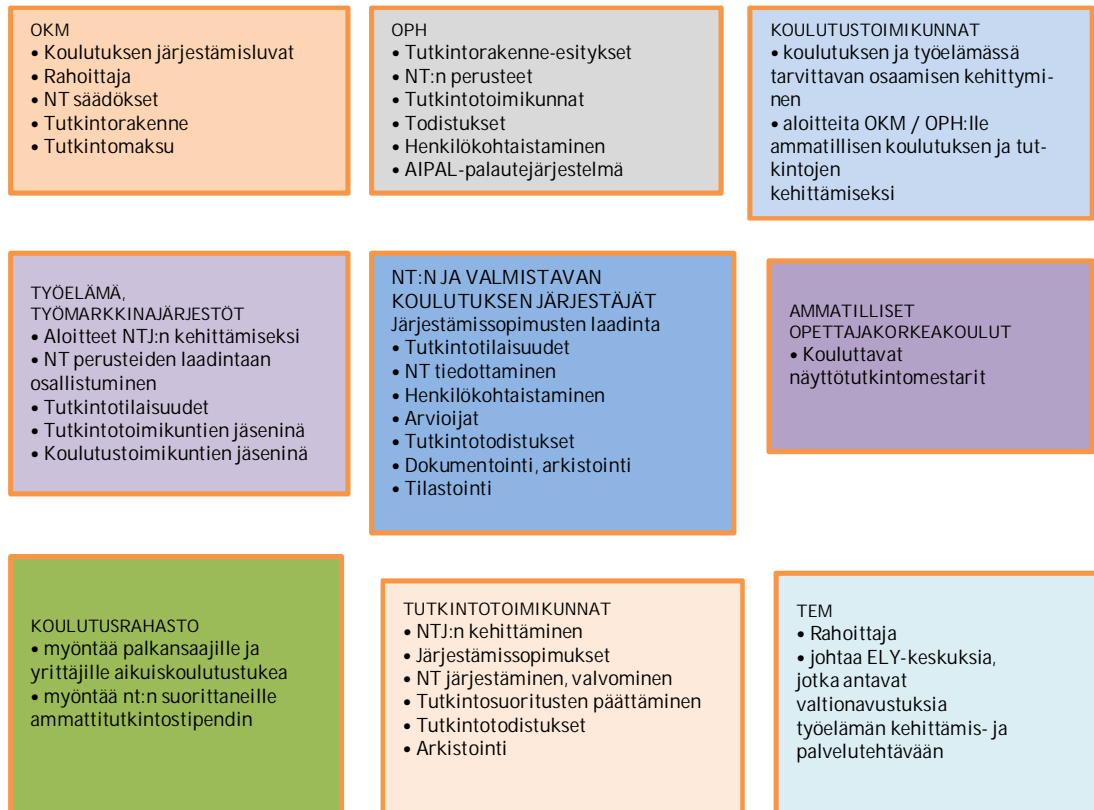 OKM
• Koulutuksen järjestämisluvat
• Rahoittaja
• NT säädökset
• Tutkintorakenne
• Tutkintomaksu
OPH
• Tutkintorakenne-esitykset
• NT:n perusteet
• Tutkintotoimikunnat
• Todistukset
• Henkilökohtaistaminen
• AIPAL-palautejärjestelmä
KOULUTUSTOIMIKUNNAT
• koulutuksen ja työelämässä
tarvittavan osaamisen kehittymi-
nen
• aloitteita OKM / OPH:lle
ammatillisen koulutuksen ja tut-
kintojen
kehittämiseksi
TYÖELÄMÄ,
TYÖMARKKINAJÄRJESTÖT
• Aloitteet NTJ:n kehittämiseksi
• NT perusteiden laadintaan
osallistuminen
• Tutkintotilaisuudet
• Tutkintotoimikuntien jäseninä
• Koulutustoimikuntien jäseninä
NT:N JA VALMISTAVAN
KOULUTUKSEN JÄRJESTÄJÄT
Järjestämissopimusten laadinta
• Tutkintotilaisuudet
• NT tiedottaminen
• Henkilökohtaistaminen
• Arvioijat
• Tutkintotodistukset
• Dokumentointi, arkistointi
• Tilastointi
AMMATILLISET
OPETTAJAKORKEAKOULUT
• Kouluttavat
näyttötutkintomestarit
KOULUTUSRAHASTO
• myöntää palkansaajille ja
yrittäjille aikuiskoulutustukea
• myöntää nt:n suorittaneille
ammattitutkintostipendin
TUTKINTOTOIMIKUNNAT
• NTJ:n kehittäminen
• Järjestämissopimukset
• NT järjestäminen, valvominen
• Tutkintosuoritusten päättäminen
• Tutkintotodistukset
• Arkistointi
TEM
• Rahoittaja
• johtaa ELY-keskuksia,
jotka antavat
valtionavustuksia
työelämän kehittämis- ja
palvelutehtävään